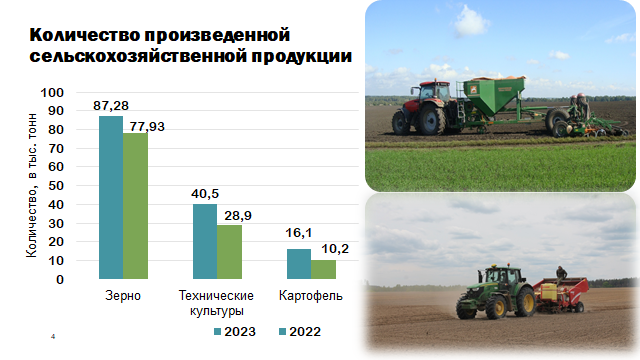 Количество произведенной
сельскохозяйственной продукции
Количество, в тыс. тонн
100
90
80
70
60
50
40
30
20
10
0
87,28
77,93
40,5
28,9
16,1
10,2
Зерно
Технические
культуры
Картофель
2023
2022
4